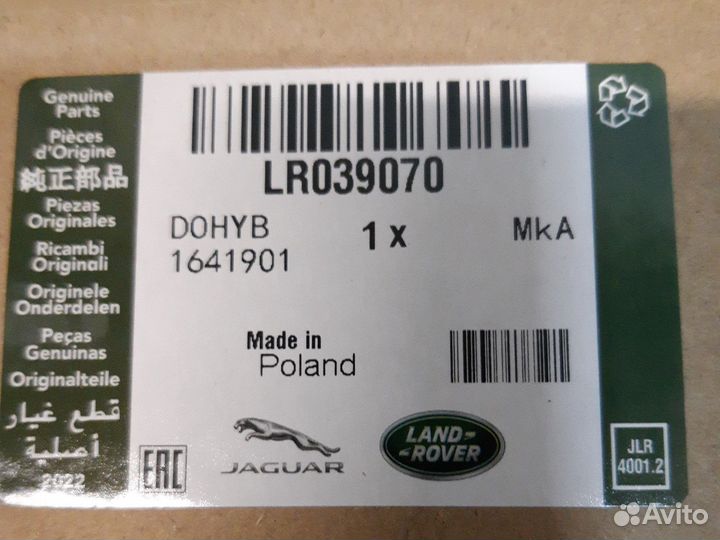 Genuine
Parts
Pièces
d'Origine
純正部品
Piezas
Originales
Ricambi
Originali
Originele
Onderdelen
Peças
Genuinas
Originalteile
قطع غيار
أصلية
2022
LR039070
DOHYB
1 x
MkA
1641901
Made in
Poland
EAC
JAGUAR
LAND-
-ROVER
JLR
4001.2
Avito